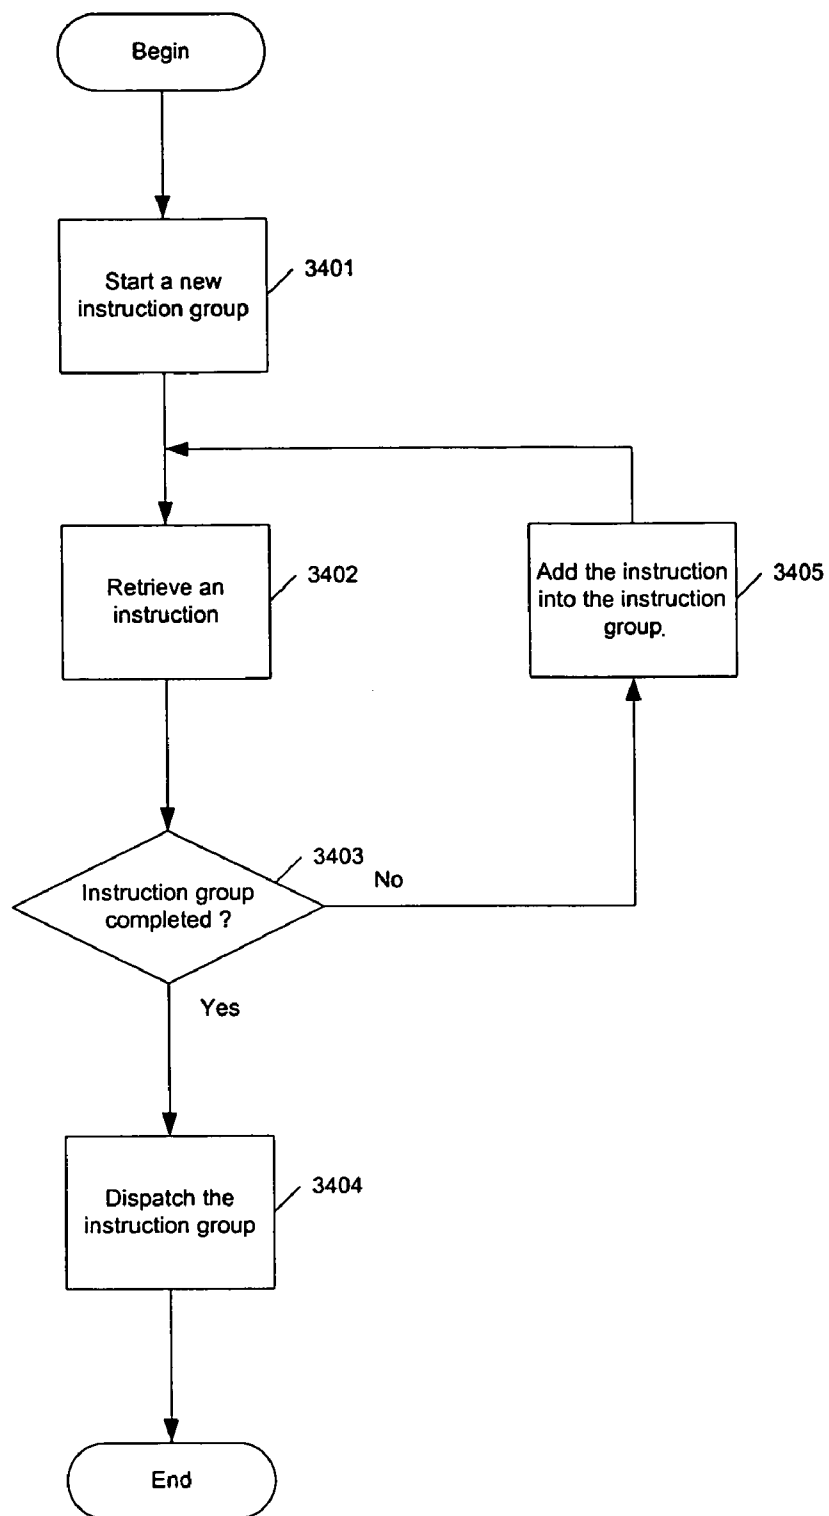 Begin
Start a new
instruction group
3401
Retrieve an
instruction
3402
Add the instruction
into the instruction
group.
3405
Instruction group
completed ?
3403
No
Yes
Dispatch the
instruction group
3404
End